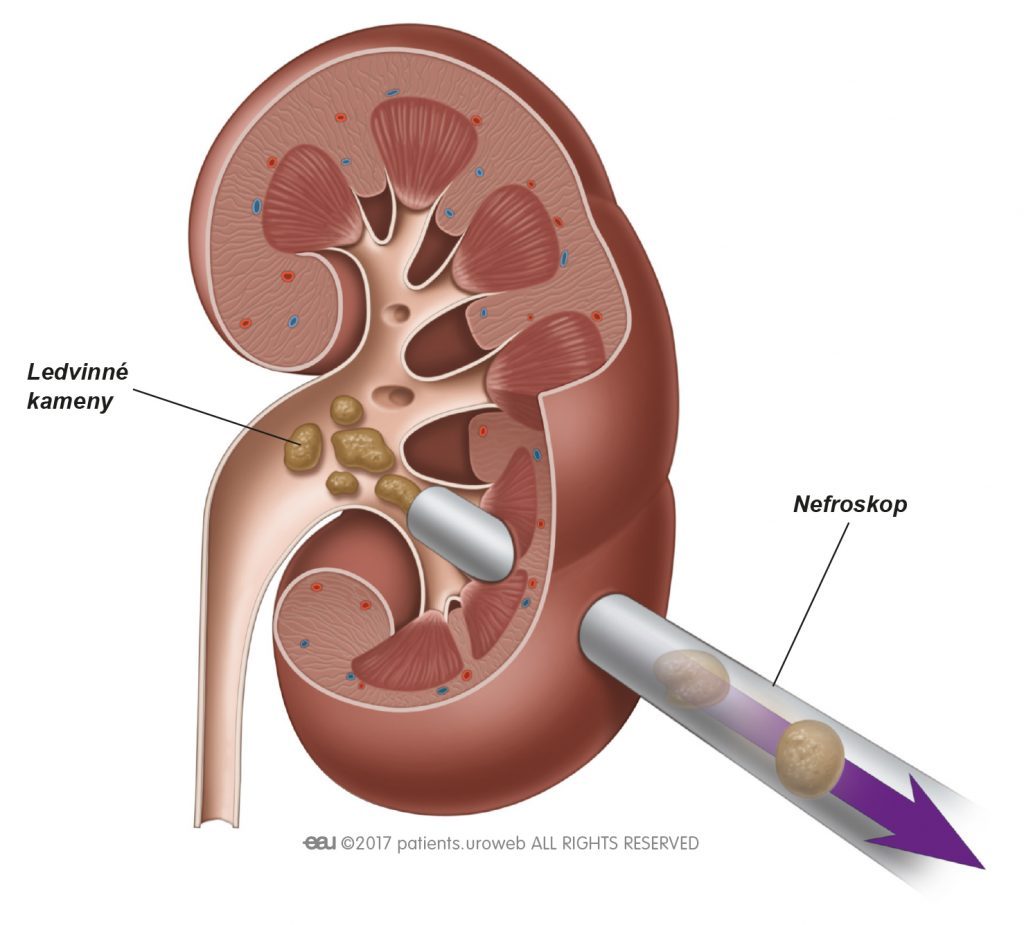 Ledvinné
kameny
Nefroskop
eau ©2017 patients.uroweb ALL RIGHTS RESERVED